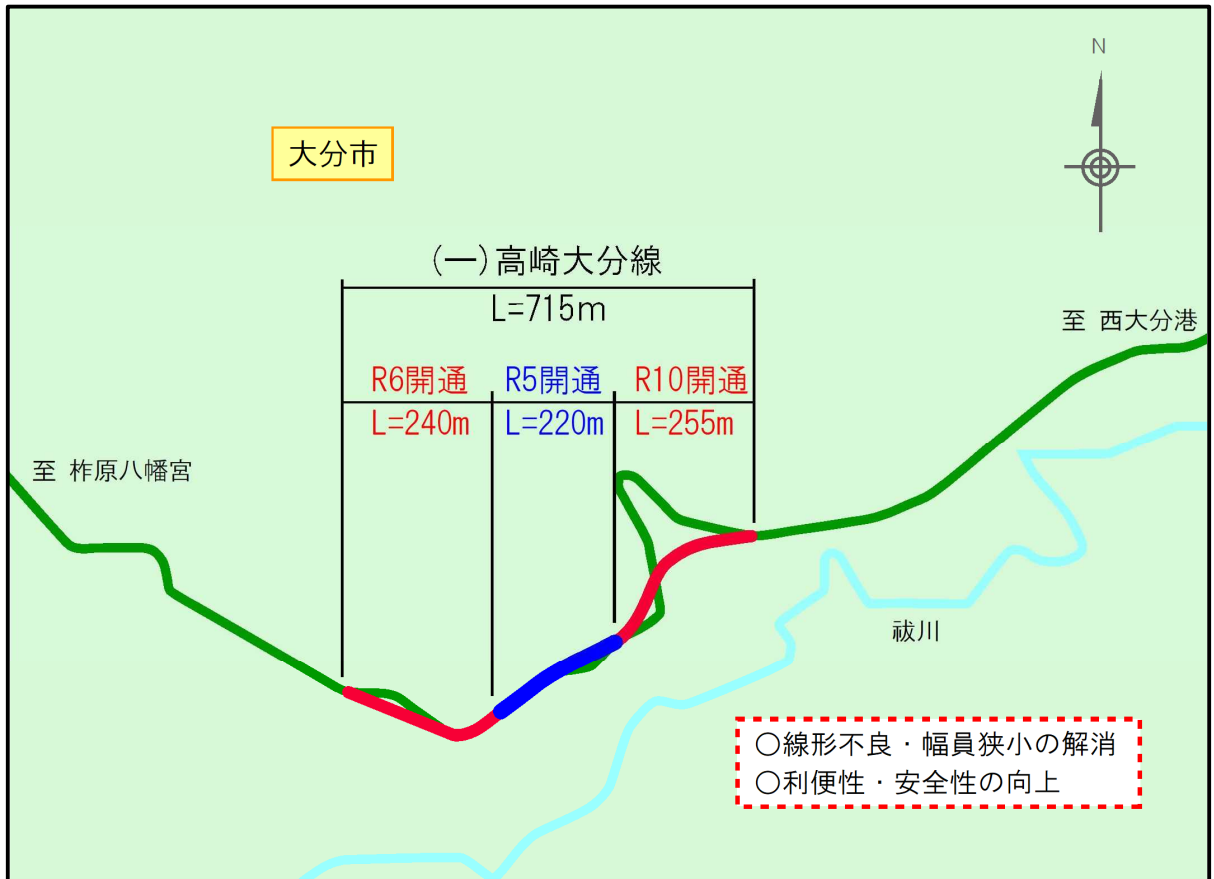 N
大分市
(一)高崎大分線
L=715m
至 西大分港
R6開通
R5開通
R10開通
L=240m
L=220m
L=255m
至 柞原八幡宮
祓川
○線形不良・幅員狭小の解消
○利便性・安全性の向上